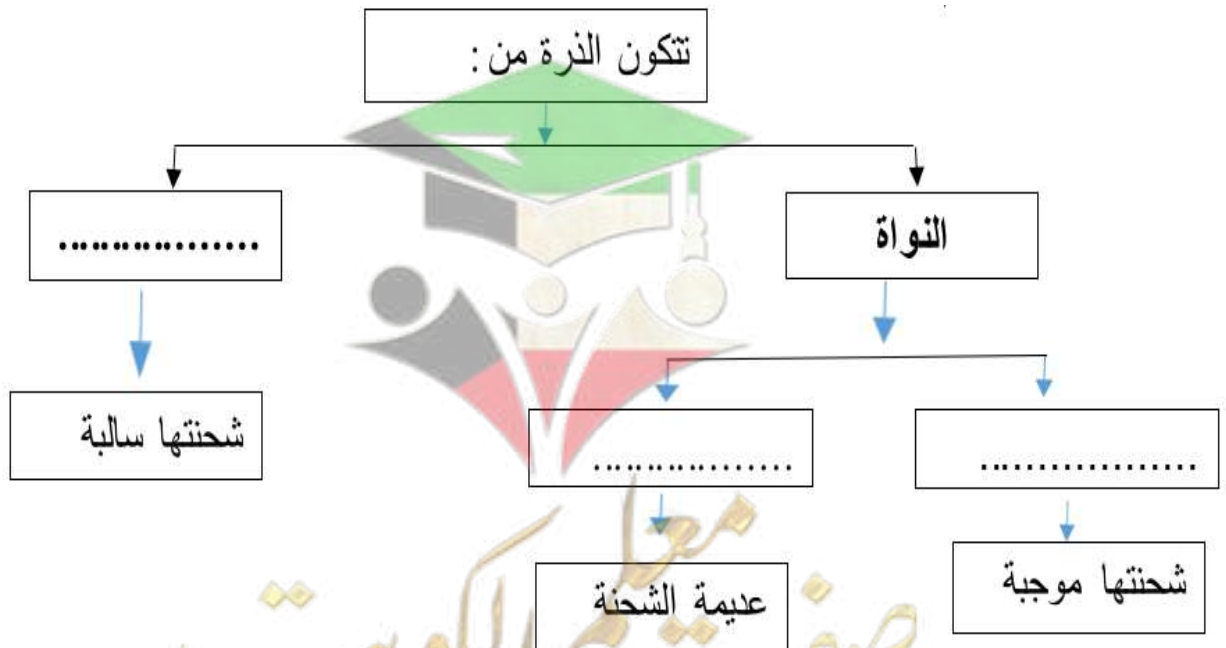 تتكون الذرة من :
النواة
.................
شحنتها سالبة
................
.................
شحنتها موجبة
عديمة الشحنة